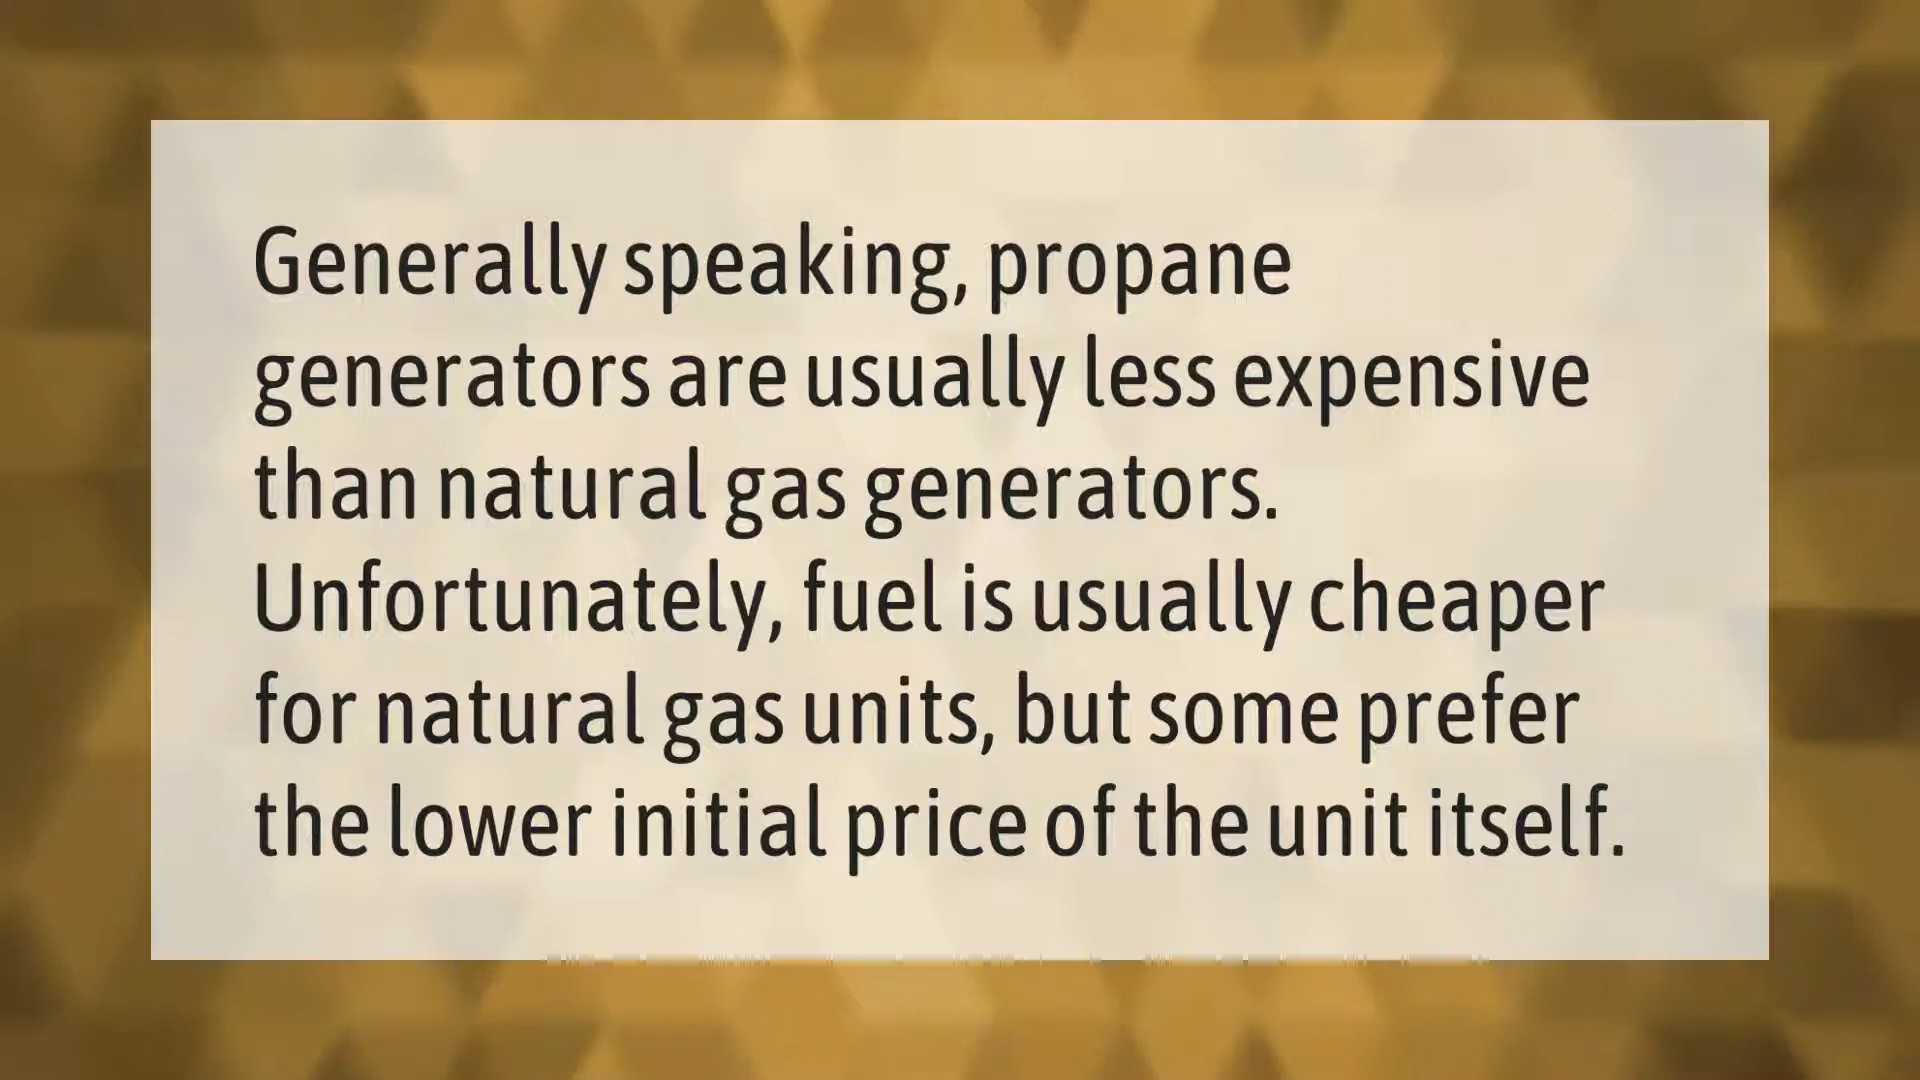 Generally speaking, propane
generators are usually less expensive
than natural gas generators.
Unfortunately, fuel is usually cheaper
for natural gas units, but some prefer
the lower initial price of the unit itself.